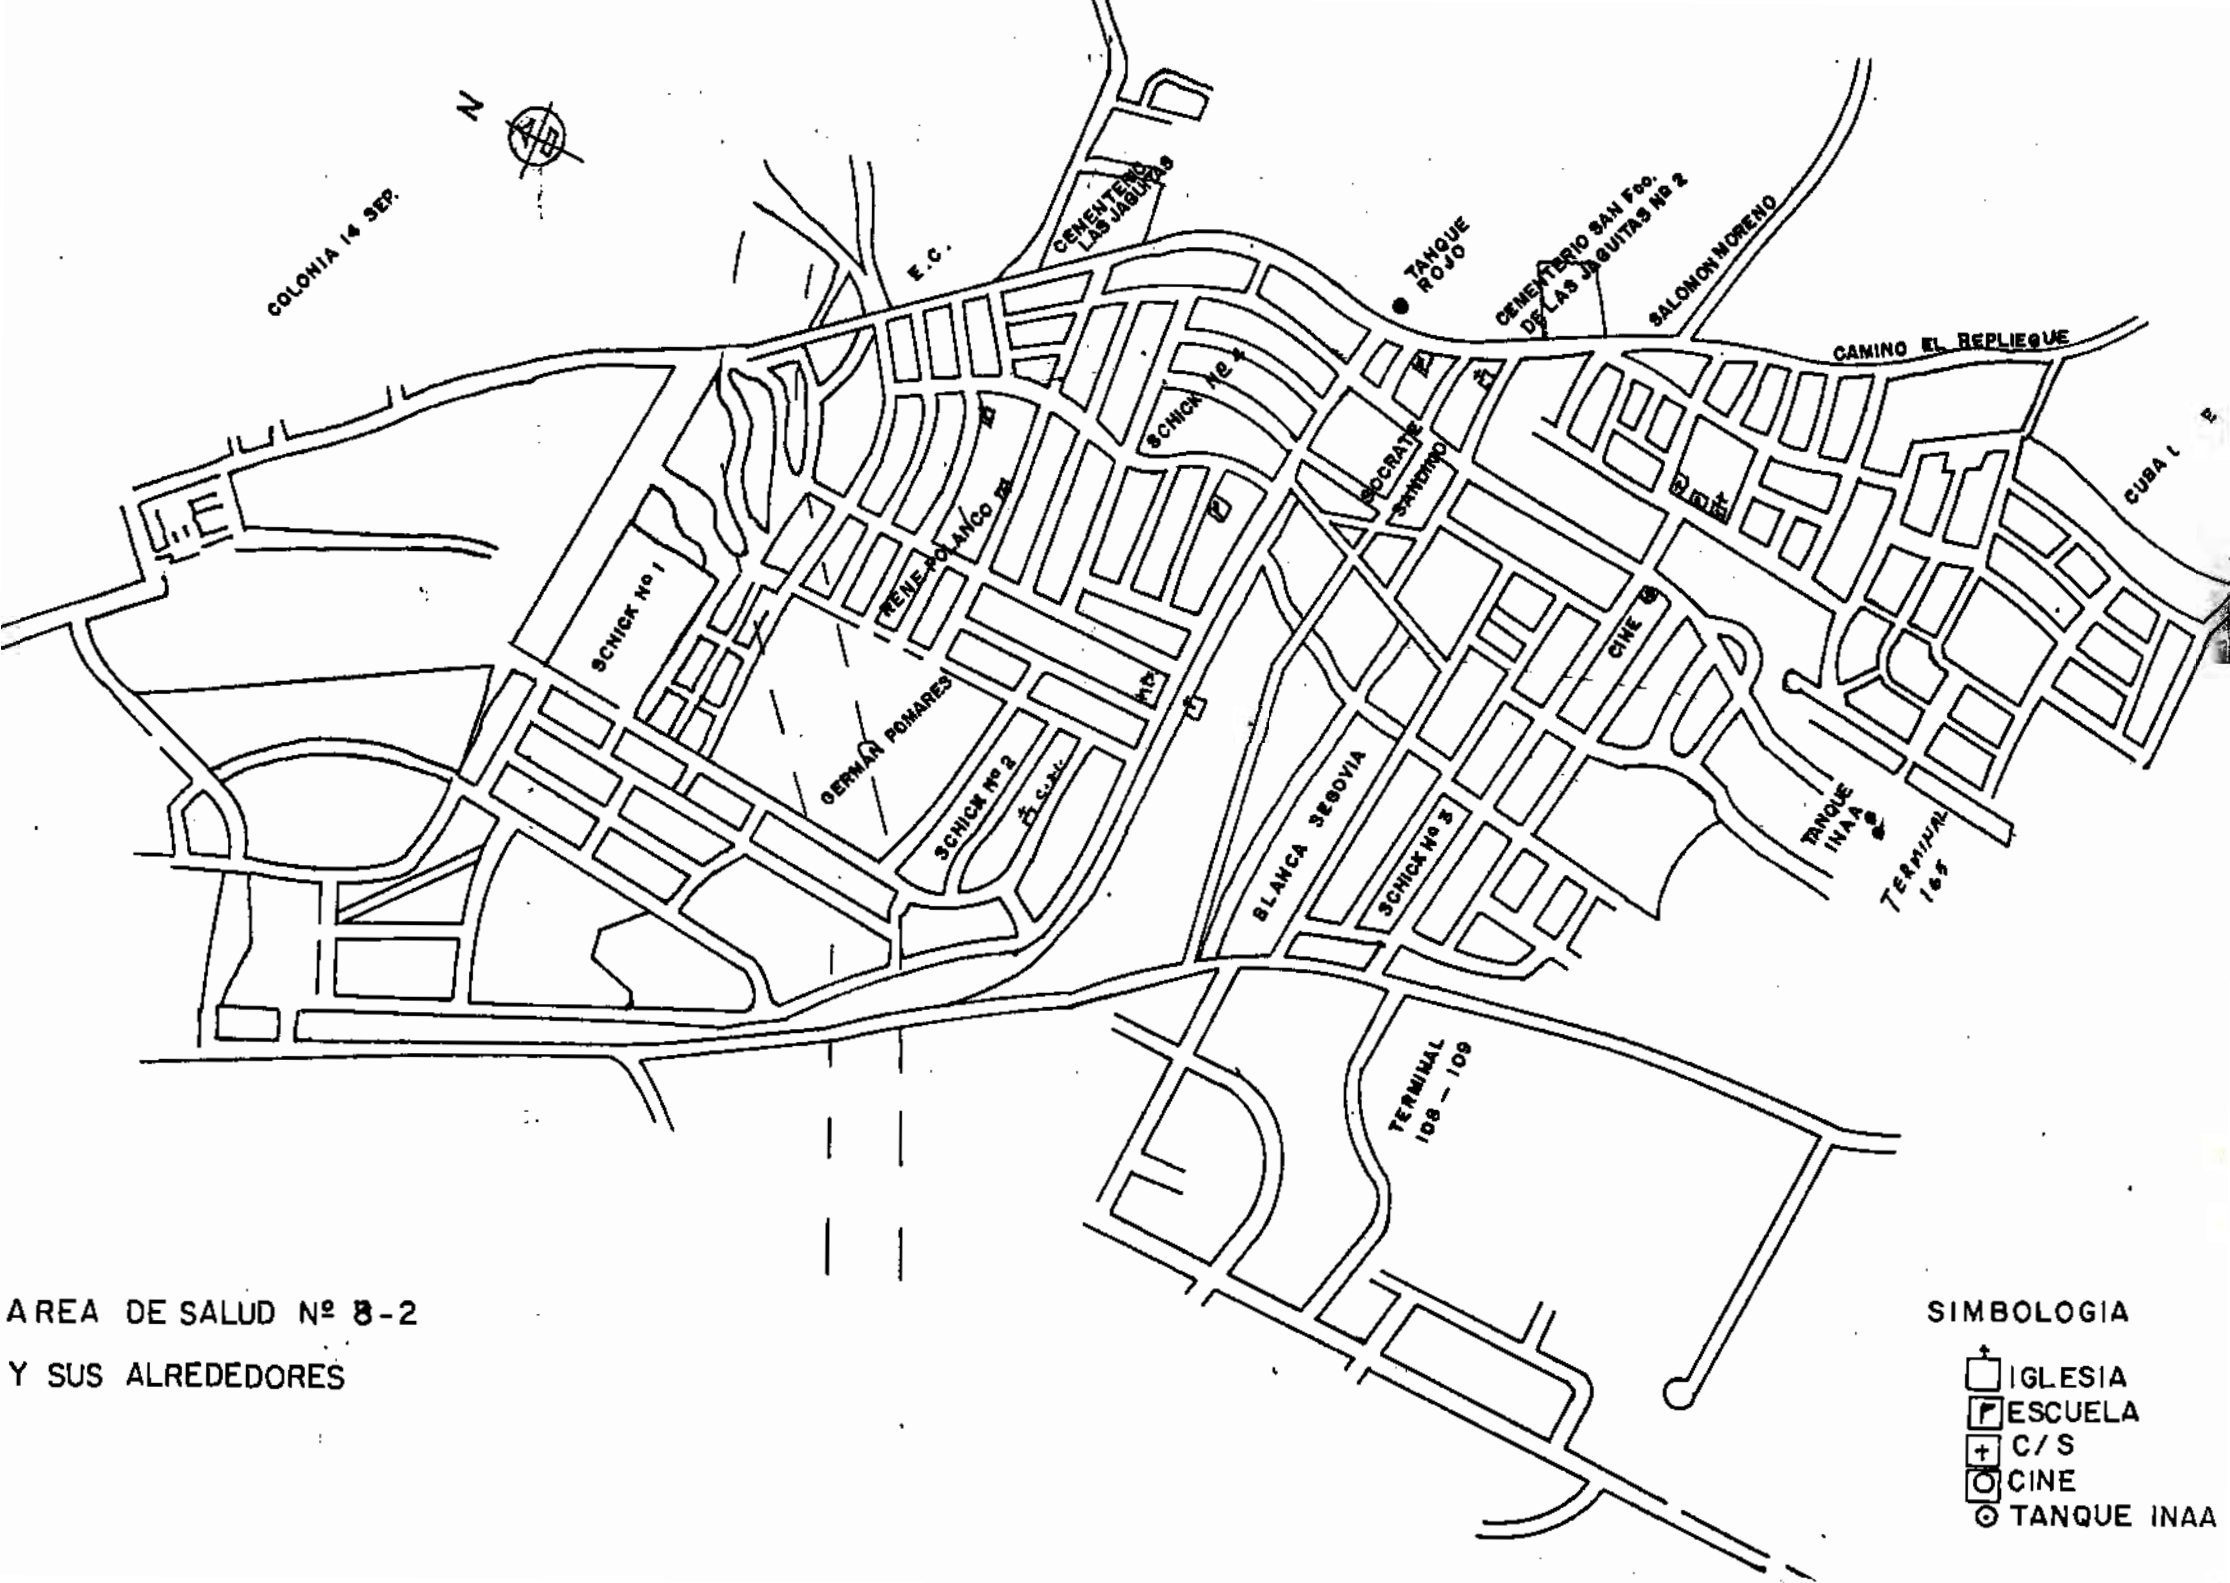 N
COLONIA 14 SEP.
E.C.
CEMENTERIO
LAS JAGUITAS
TANQUE
ROJO
CEMENTERIO SAN FDO.
DE LAS JAGUITAS Nº 2
SALOMON MORENO
CAMINO EL REPLIEGUE
CUBA L
SCHICK Nº 4
SOCRATE
SANDINO
RENE POLANCO
SCHICK Nº 1
GERMAN POMARES
SCHICK Nº 2
CINE
BLANCA SEGOVIA
SCHICK Nº 3
TANQUE
INAA
TERMINAL
165
TERMINAL
108 - 109
AREA DE SALUD Nº 8-2
Y SUS ALREDEDORES
SIMBOLOGIA
IGLESIA
ESCUELA
C/S
CINE
TANQUE INAA